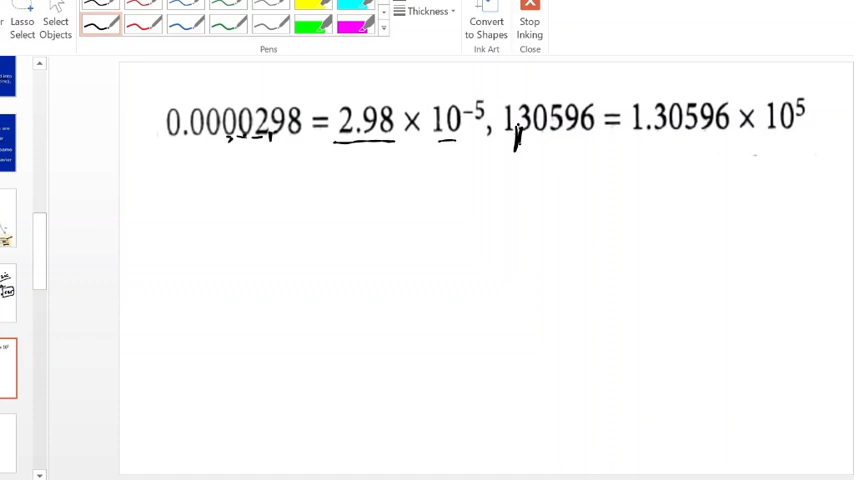 Lasso Select
Select Objects
Pens
Thickness
Convert to Shapes
Ink Art
Stop Inking
Close
0.0000298 = 2.98 × 10⁻⁵, 130596 = 1.30596 × 10⁵